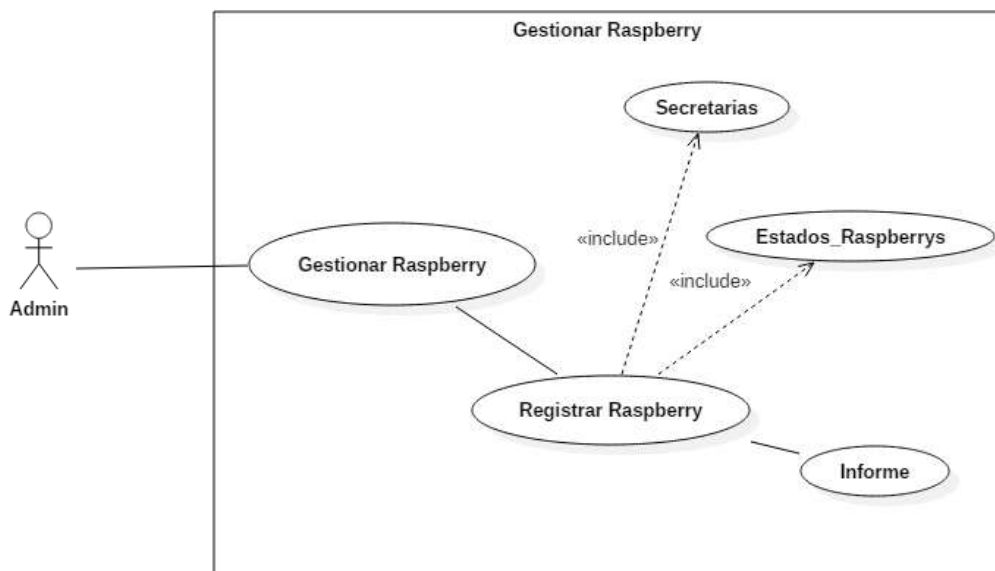 Gestionar Raspberry
Secretarias
«include»
Estados_Raspberrys
Gestionar Raspberry
«include»
Admin
Registrar Raspberry
Informe